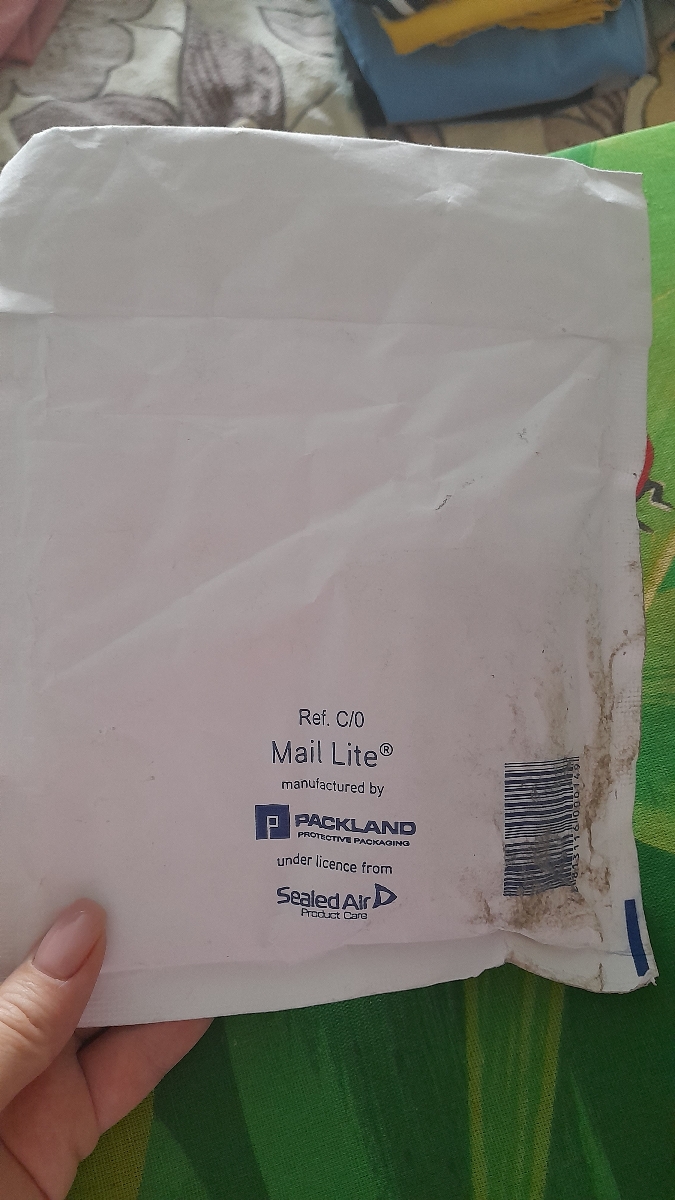 Ref. C/0
Mail Lite®
manufactured by
PACKLAND
PROTECTIVE PACKAGING
under licence from
Sealed Air
Product Care